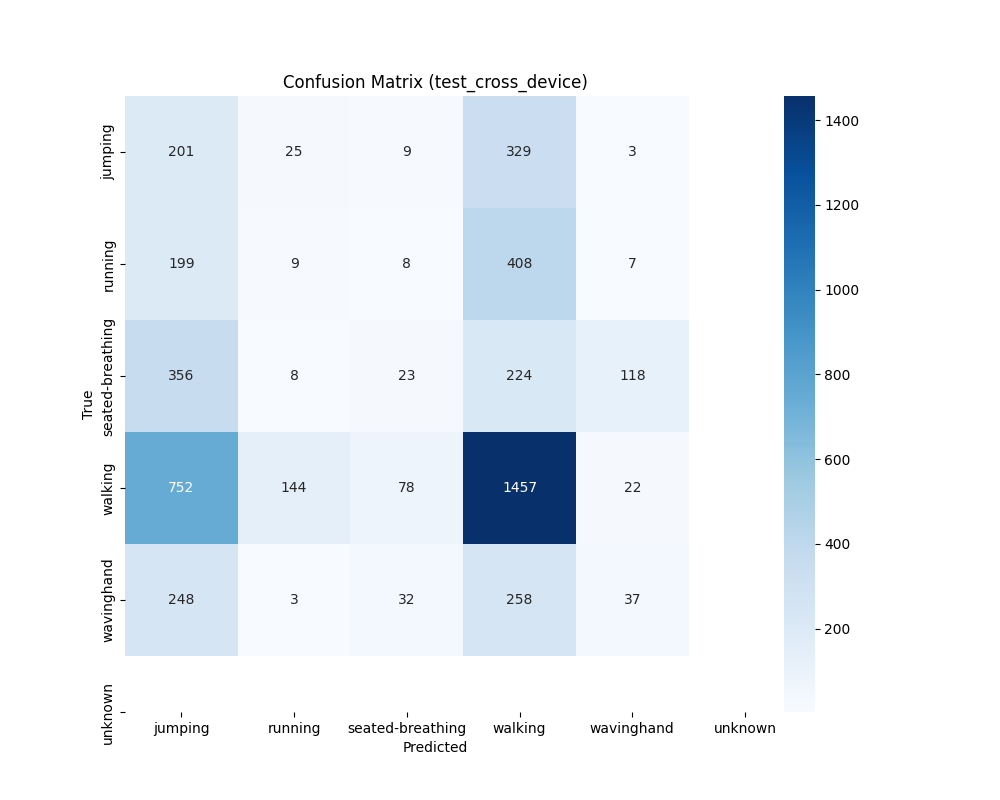 Confusion Matrix (test_cross_device)
True
jumping 201 25 9 329 3
running 199 9 8 408 7
seated-breathing 356 8 23 224 118
walking 752 144 78 1457 22
wavinghand 248 3 32 258 37
unknown
jumping running seated-breathing walking wavinghand unknown
Predicted
1400
1200
1000
800
600
400
200